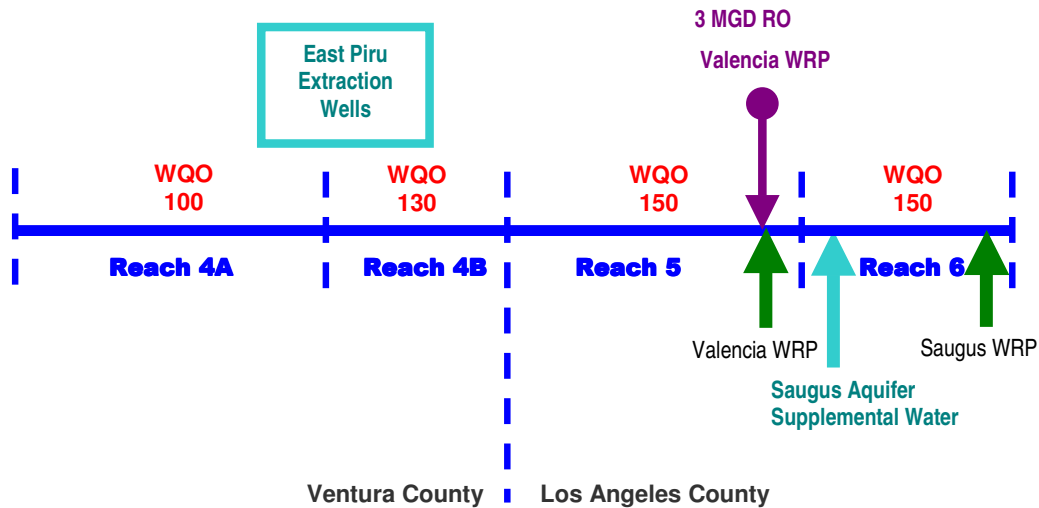 3 MGD RO
Valencia WRP
East Piru
Extraction
Wells
WQO
100
WQO
130
WQO
150
WQO
150
Reach 4A
Reach 4B
Reach 5
Reach 6
Valencia WRP
Saugus WRP
Saugus Aquifer
Supplemental Water
Ventura County
Los Angeles County